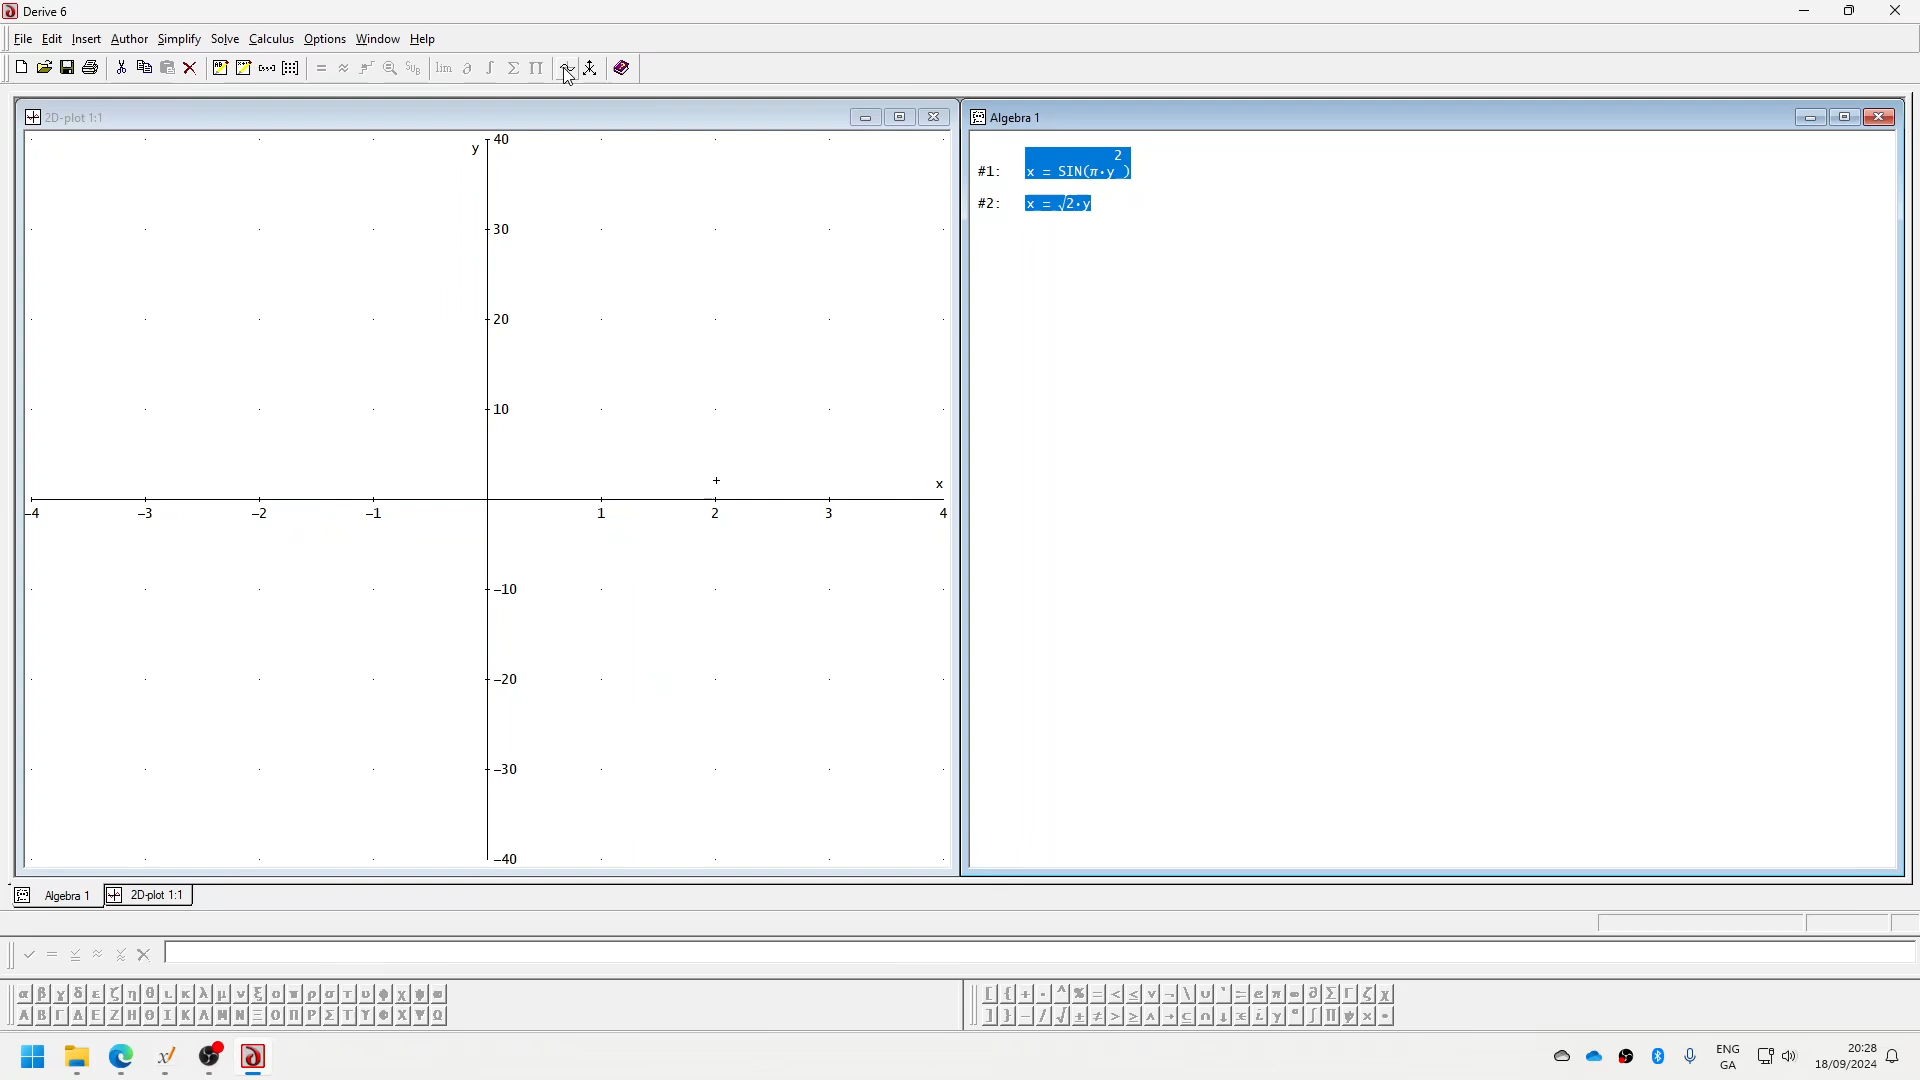 Derive 6
File Edit Insert Author Simplify Solve Calculus Options Window Help
lim ∂ ∫ Σ Π
2D-plot 1:1
Algebra 1
y
40
30
20
10
x
-4 -3 -2 -1 1 2 3 4
-10
-20
-30
-40
#1: x = SIN(π·y²)
#2: x = √2·y
Algebra 1 2D-plot 1:1
α β γ δ ε ζ η θ ι κ λ μ ν ξ ο π ρ σ τ υ φ χ ψ ω
Α Β Γ Δ Ε Ζ Η Θ Ι Κ Λ Μ Ν Ξ Ο Π Ρ Σ Τ Υ Φ Χ Ψ Ω
ENG
GA
20:28
18/09/2024